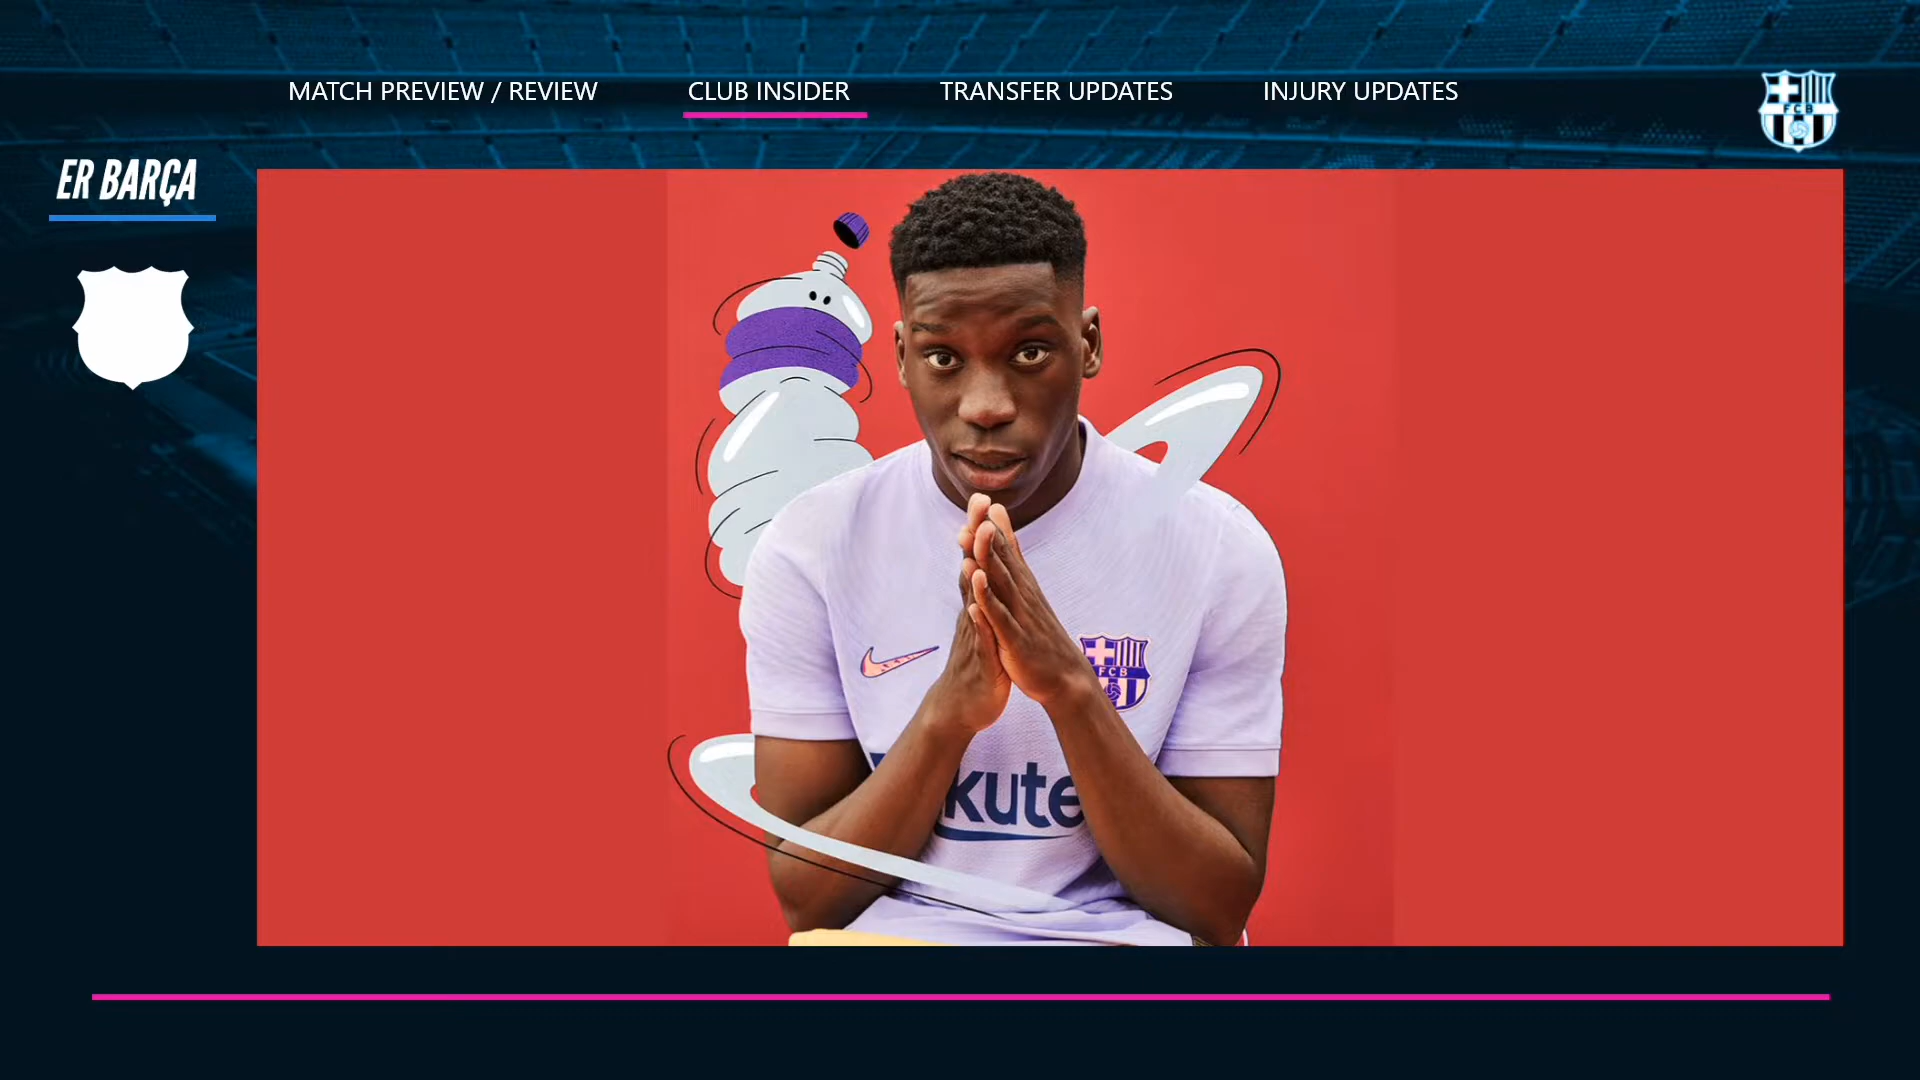 MATCH PREVIEW / REVIEW
CLUB INSIDER
TRANSFER UPDATES
INJURY UPDATES
FCB
ER BARÇA
FCB
kute